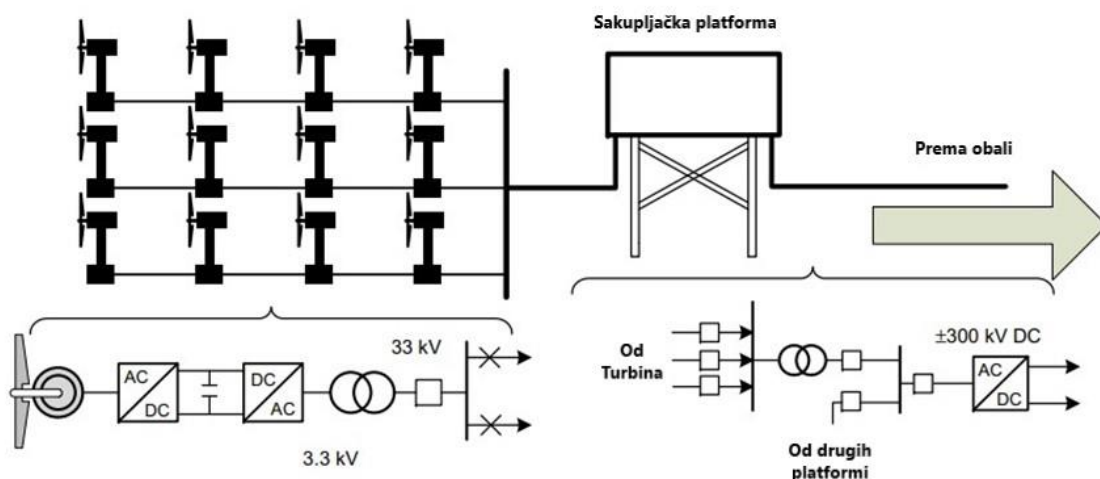 Sakupljačka platforma
Prema obali
33 kV
AC
DC
DC
AC
3.3 kV
Od
Turbina
±300 kV DC
AC
DC
Od drugih
platformi